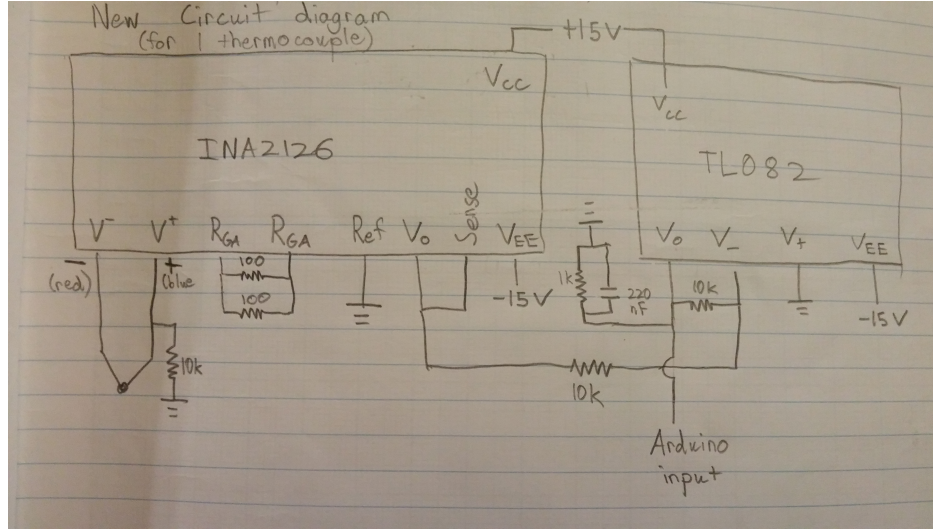 New Circuit diagram
(for 1 thermocouple)
+15V
Vcc
Vcc
INA2126
TL082
V⁻ V⁺ RGA RGA Ref Vo Sense VEE
Vo V- V+ VEE
− +
(red) (blue
100
100
10k
-15V
1k
220
nF
10k
-15V
10k
Arduino
input